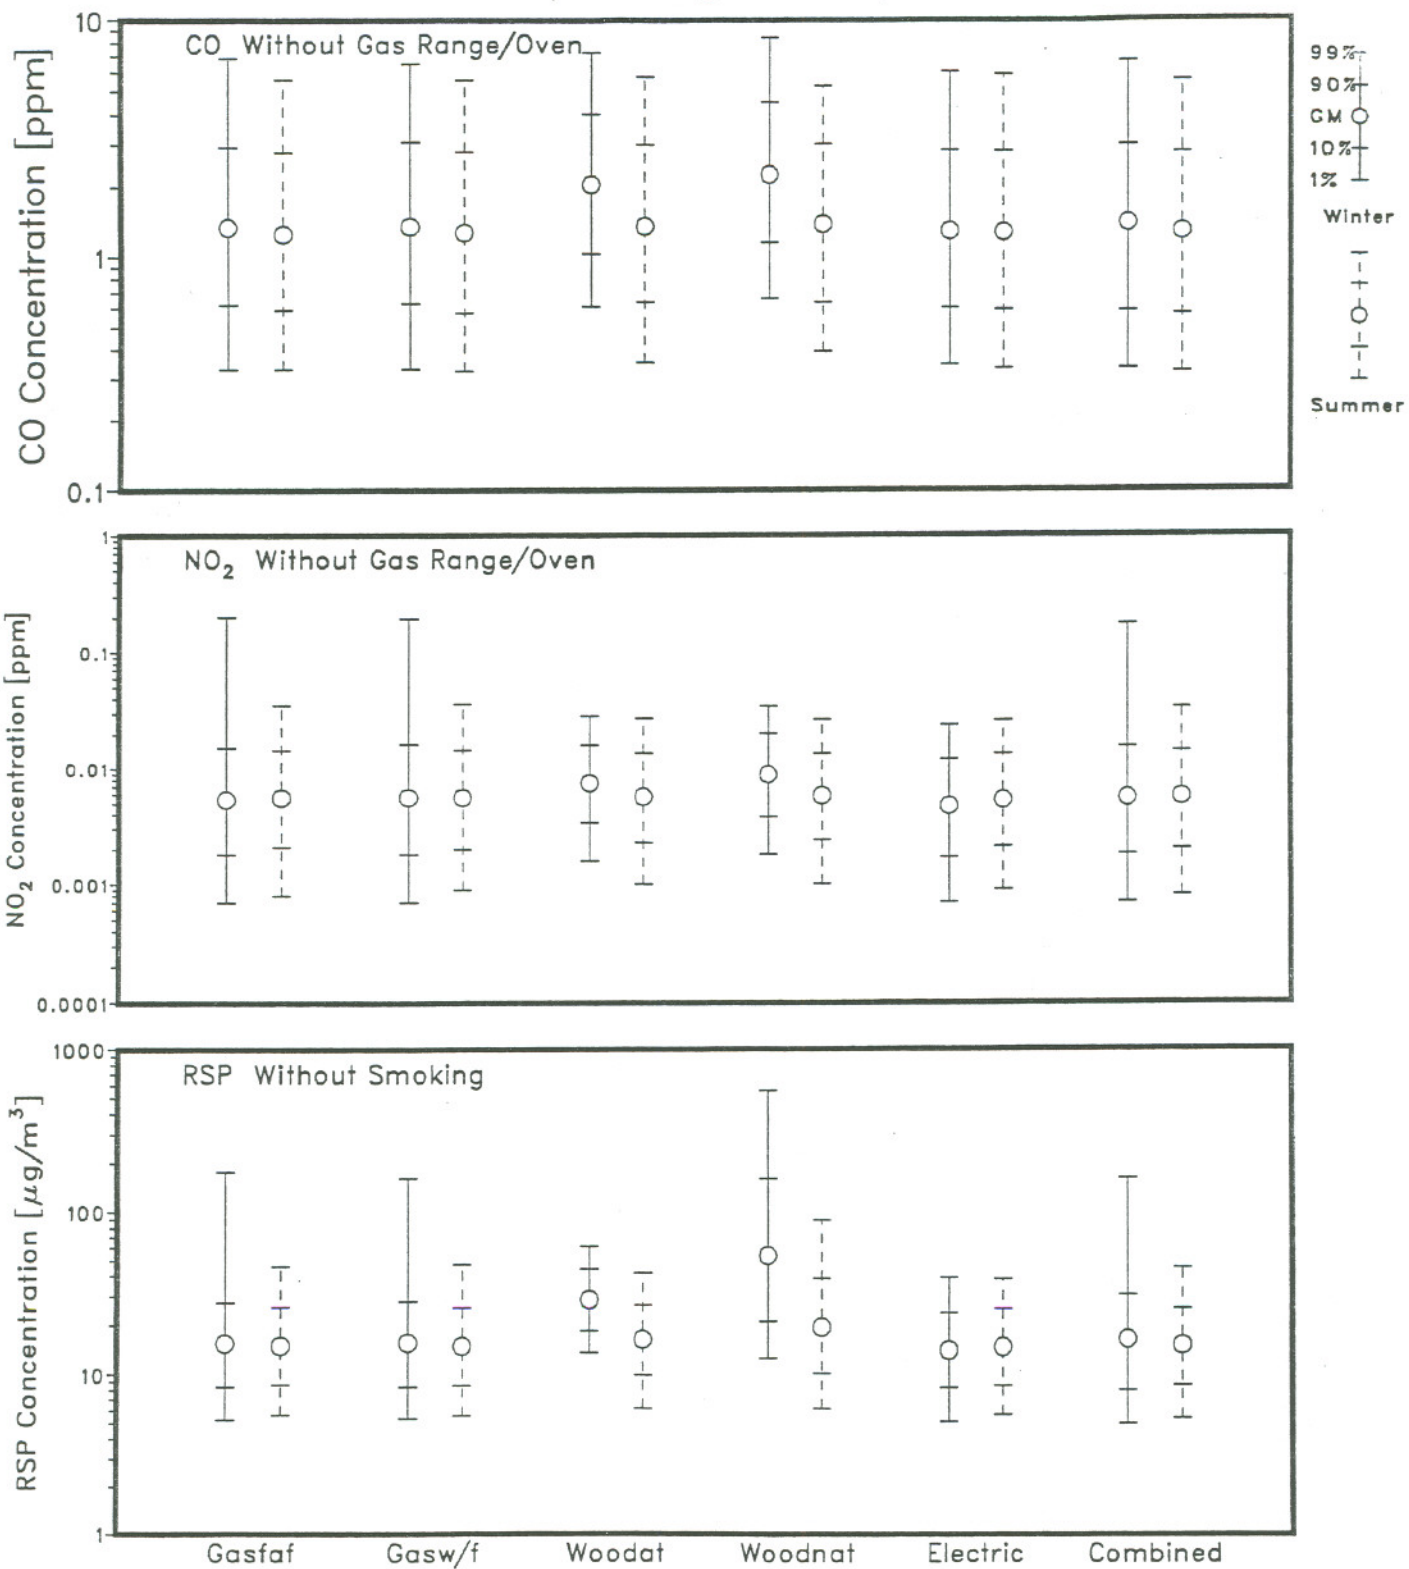 CO Concentration [ppm]
10
1
0.1
CO Without Gas Range/Oven
99%
90%
GM
10%
1%
Winter
Summer
NO₂ Concentration [ppm]
1
0.1
0.01
0.001
0.0001
NO₂ Without Gas Range/Oven
RSP Concentration [μg/m³]
1000
100
10
1
RSP Without Smoking
Gasfaf Gasw/f Woodat Woodnat Electric Combined